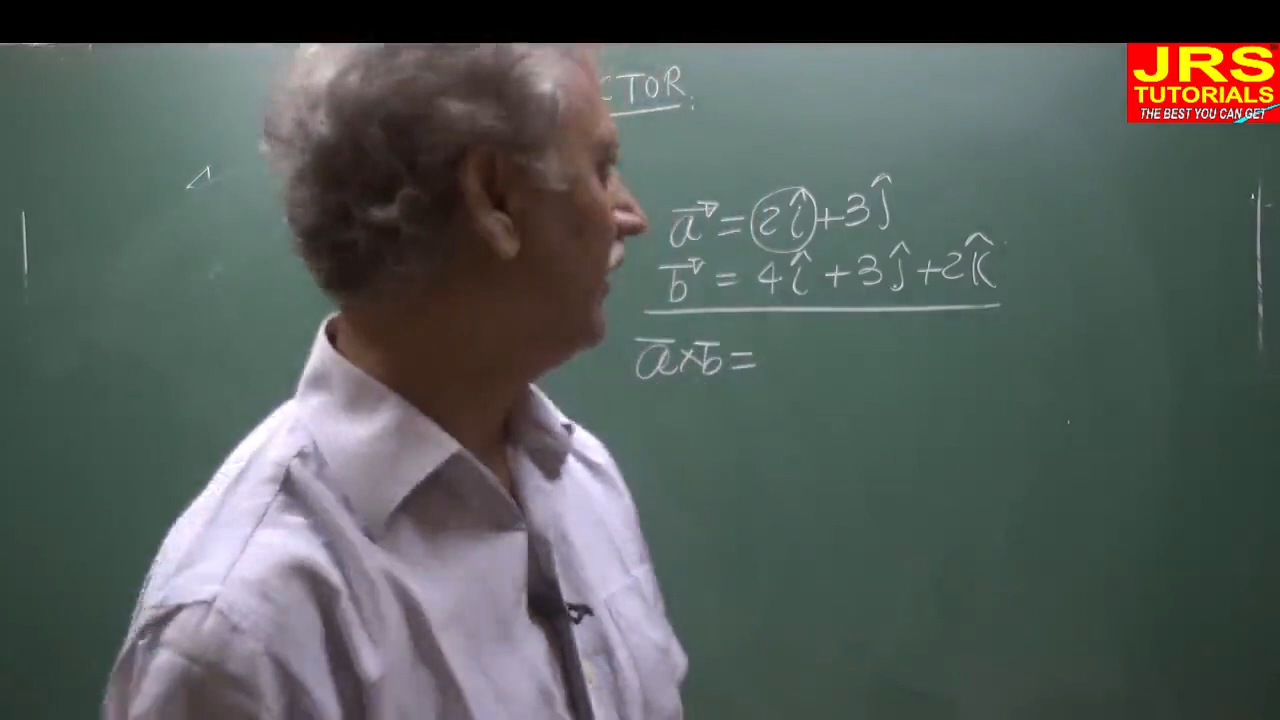 CTOR
JRS
TUTORIALS
THE BEST YOU CAN GET
a⃗ = 2î + 3ĵ
b⃗ = 4î + 3ĵ + 2k̂
a̅ × b̅ =